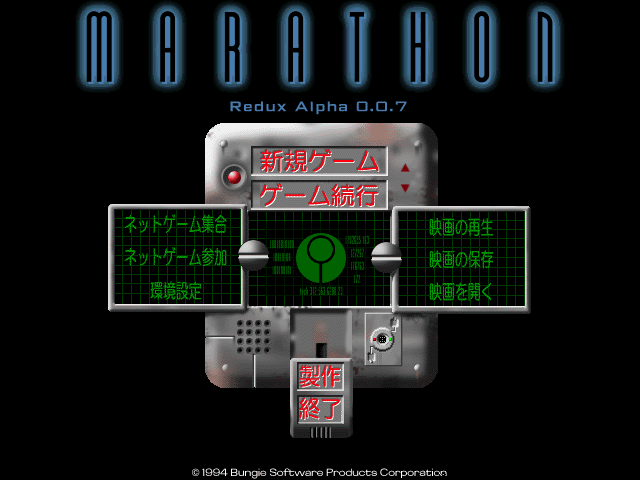 MARATHON
Redux Alpha 0.0.7
新規ゲーム
ゲーム続行
ネットゲーム集合
ネットゲーム参加
環境設定
映画の再生
映画の保存
映画を開く
製作
終了
© 1994 Bungie Software Products Corporation